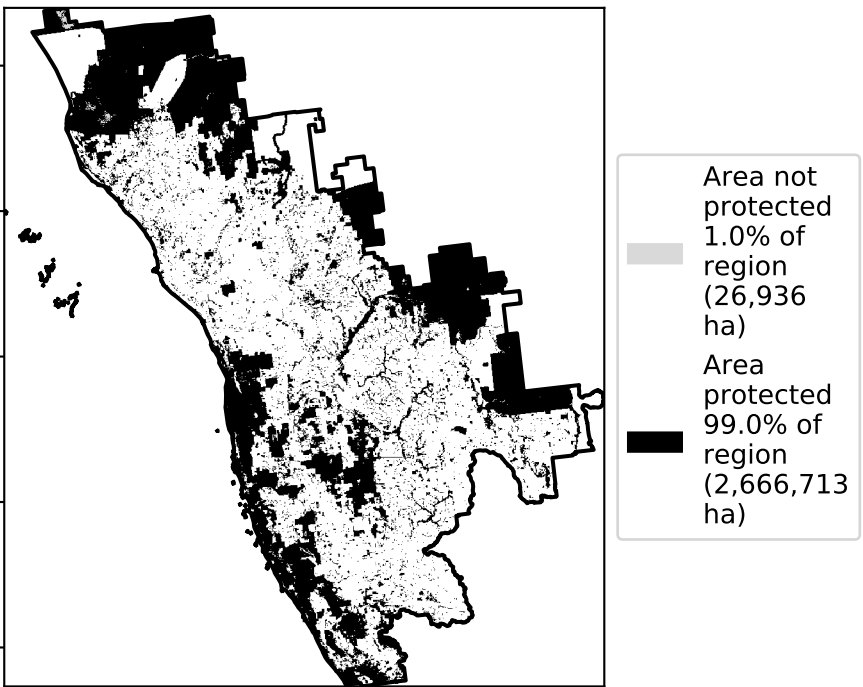 Area not
protected
1.0% of
region
(26,936
ha)
Area
protected
99.0% of
region
(2,666,713
ha)